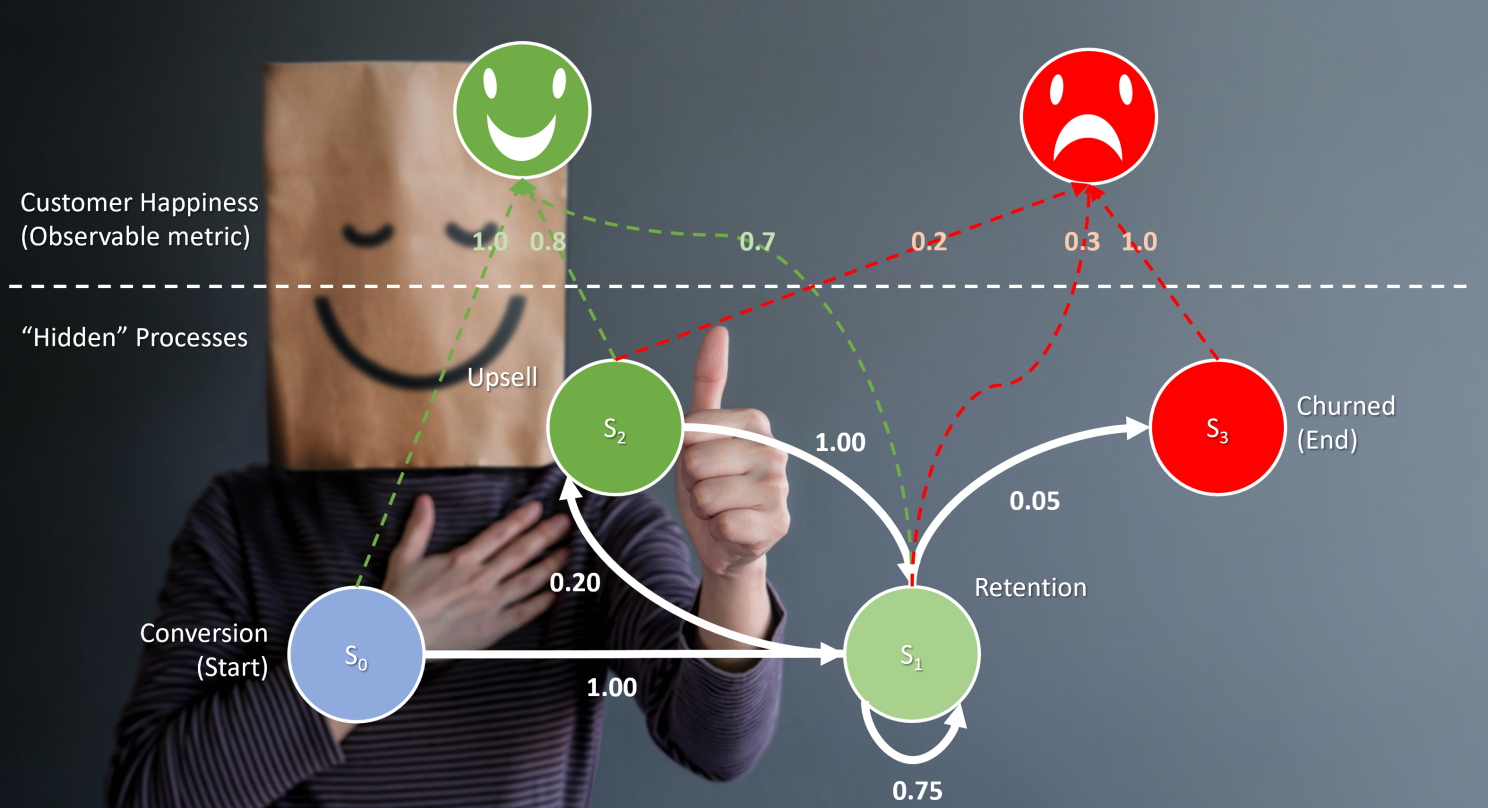 Customer Happiness
(Observable metric)
1.0
0.8
0.7
0.2
0.3
1.0
“Hidden” Processes
Upsell
S₂
1.00
S₃
Churned
(End)
0.05
0.20
Retention
Conversion
(Start)
S₀
S₁
1.00
0.75